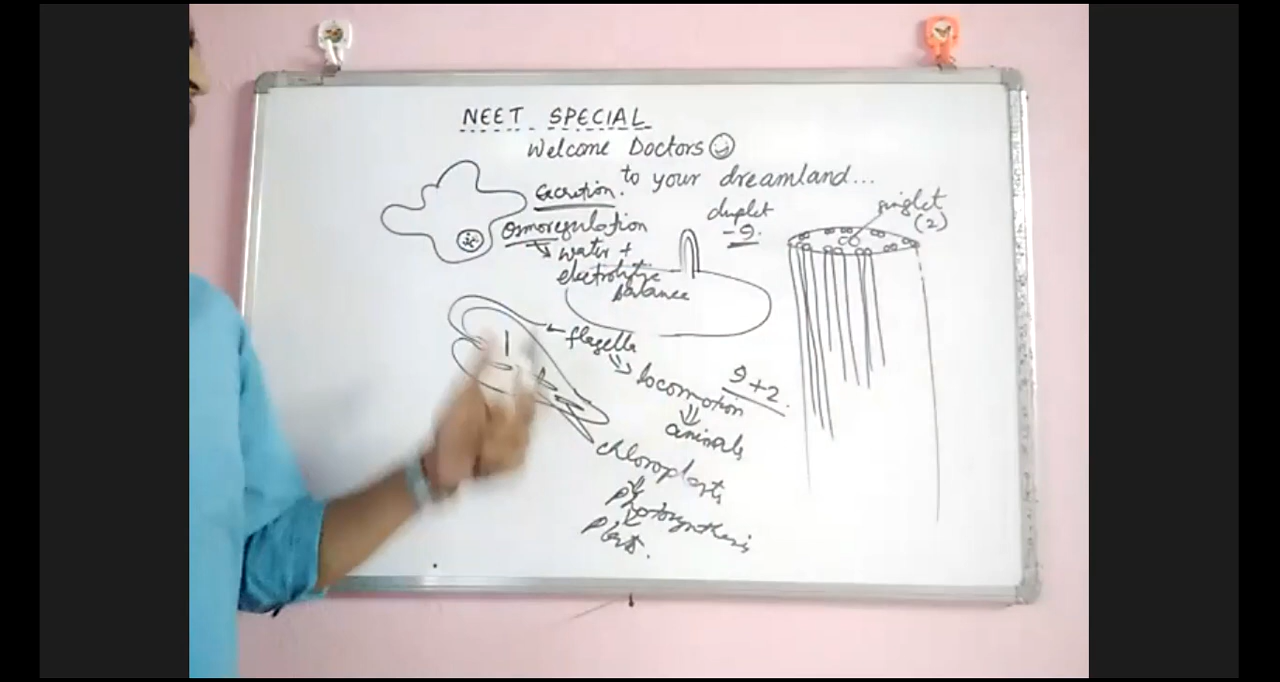 NEET SPECIAL
Welcome Doctors
to your dreamland...
Excretion.
Osmoregulation
water +
electrolyte
balance
duplet
- 9.
singlet
(2)
flagella
locomotion
animals
9 + 2.
chloroplasts
photosynthesis